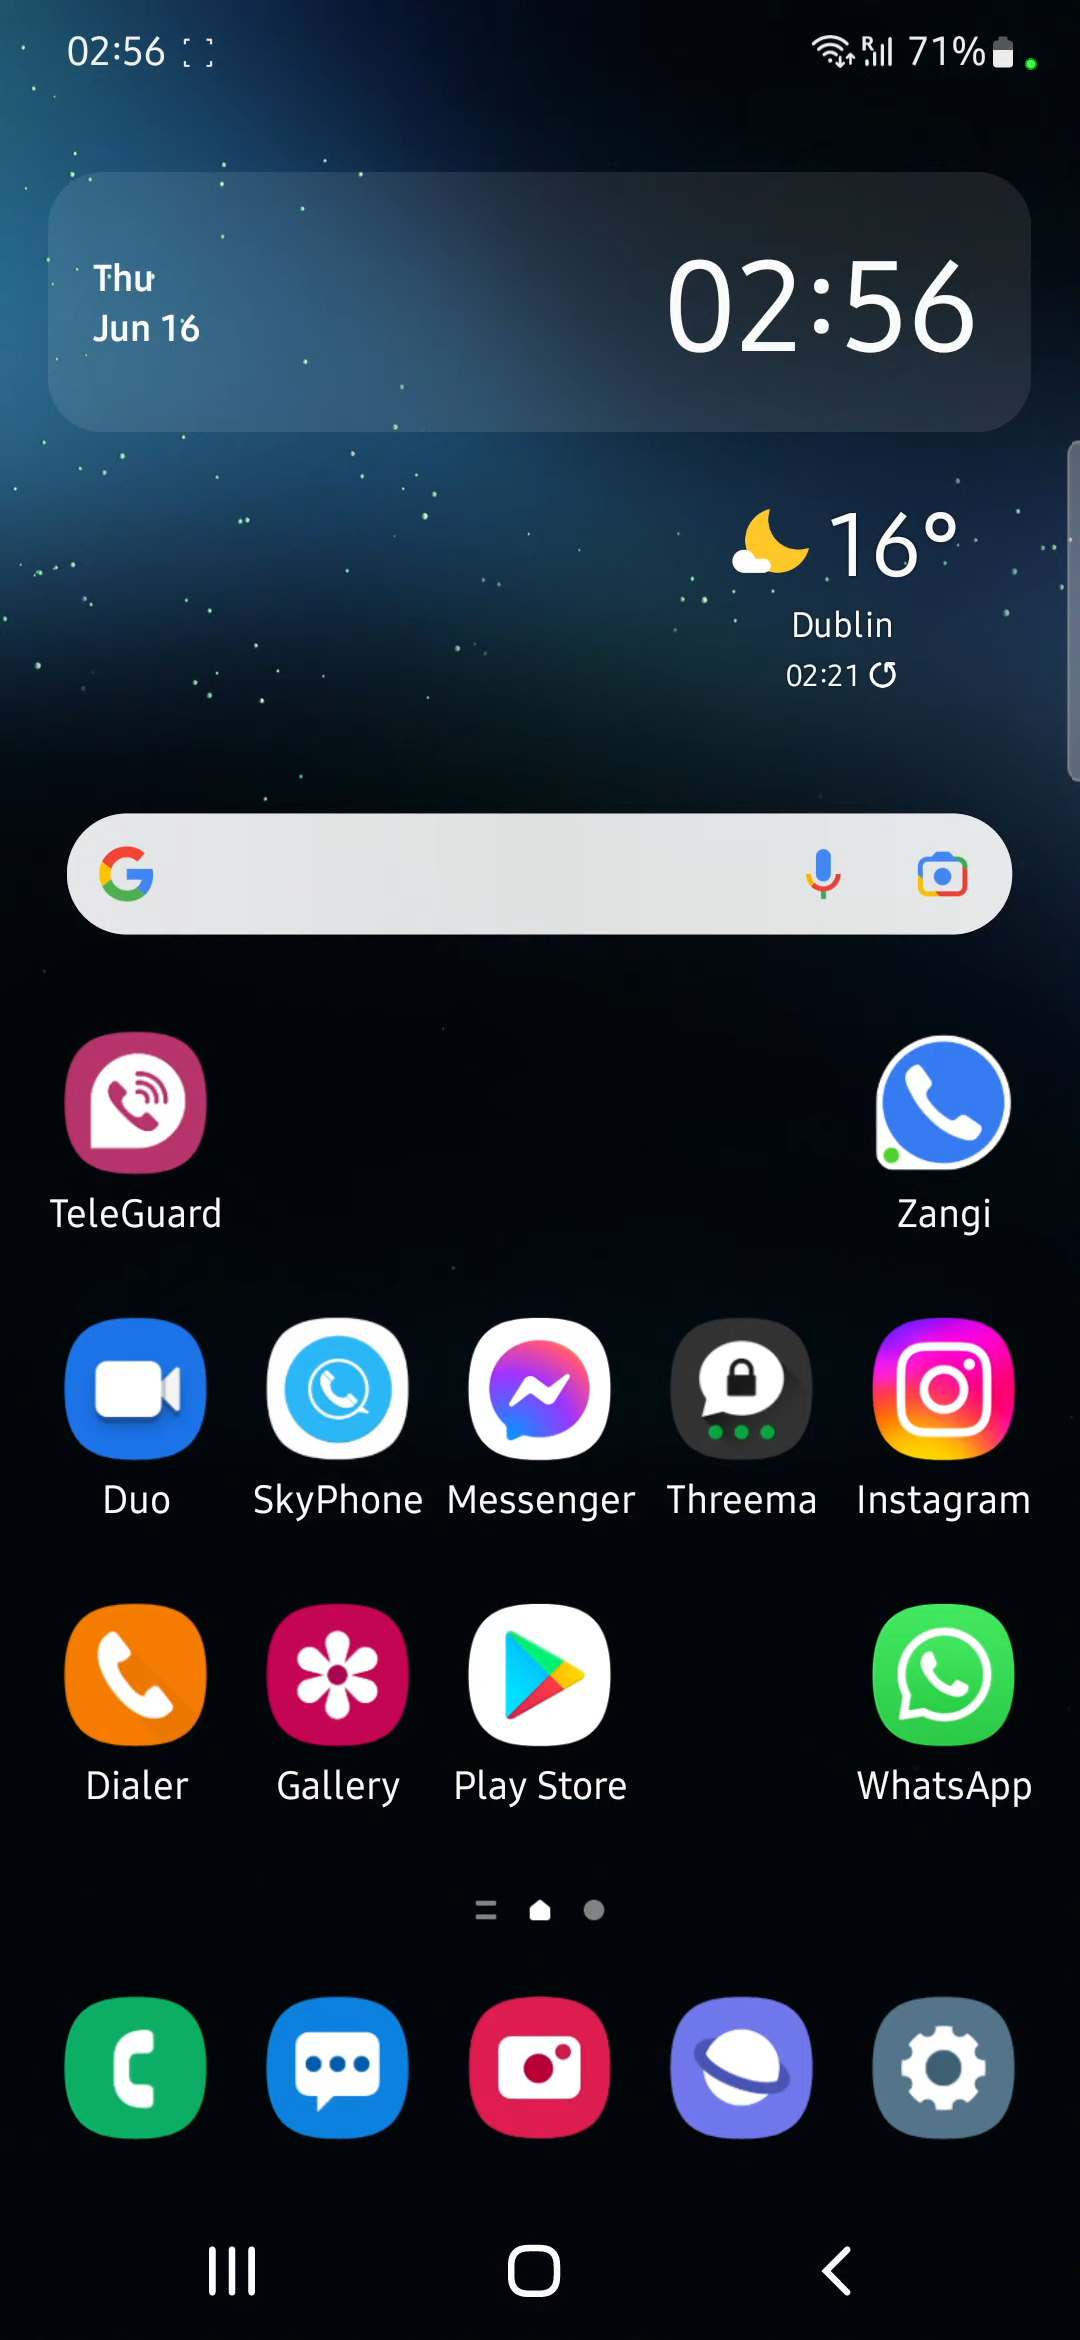 02:56
R 71%
Thu
Jun 16
02:56
16°
Dublin
02:21
TeleGuard
Zangi
Duo
SkyPhone
Messenger
Threema
Instagram
Dialer
Gallery
Play Store
WhatsApp